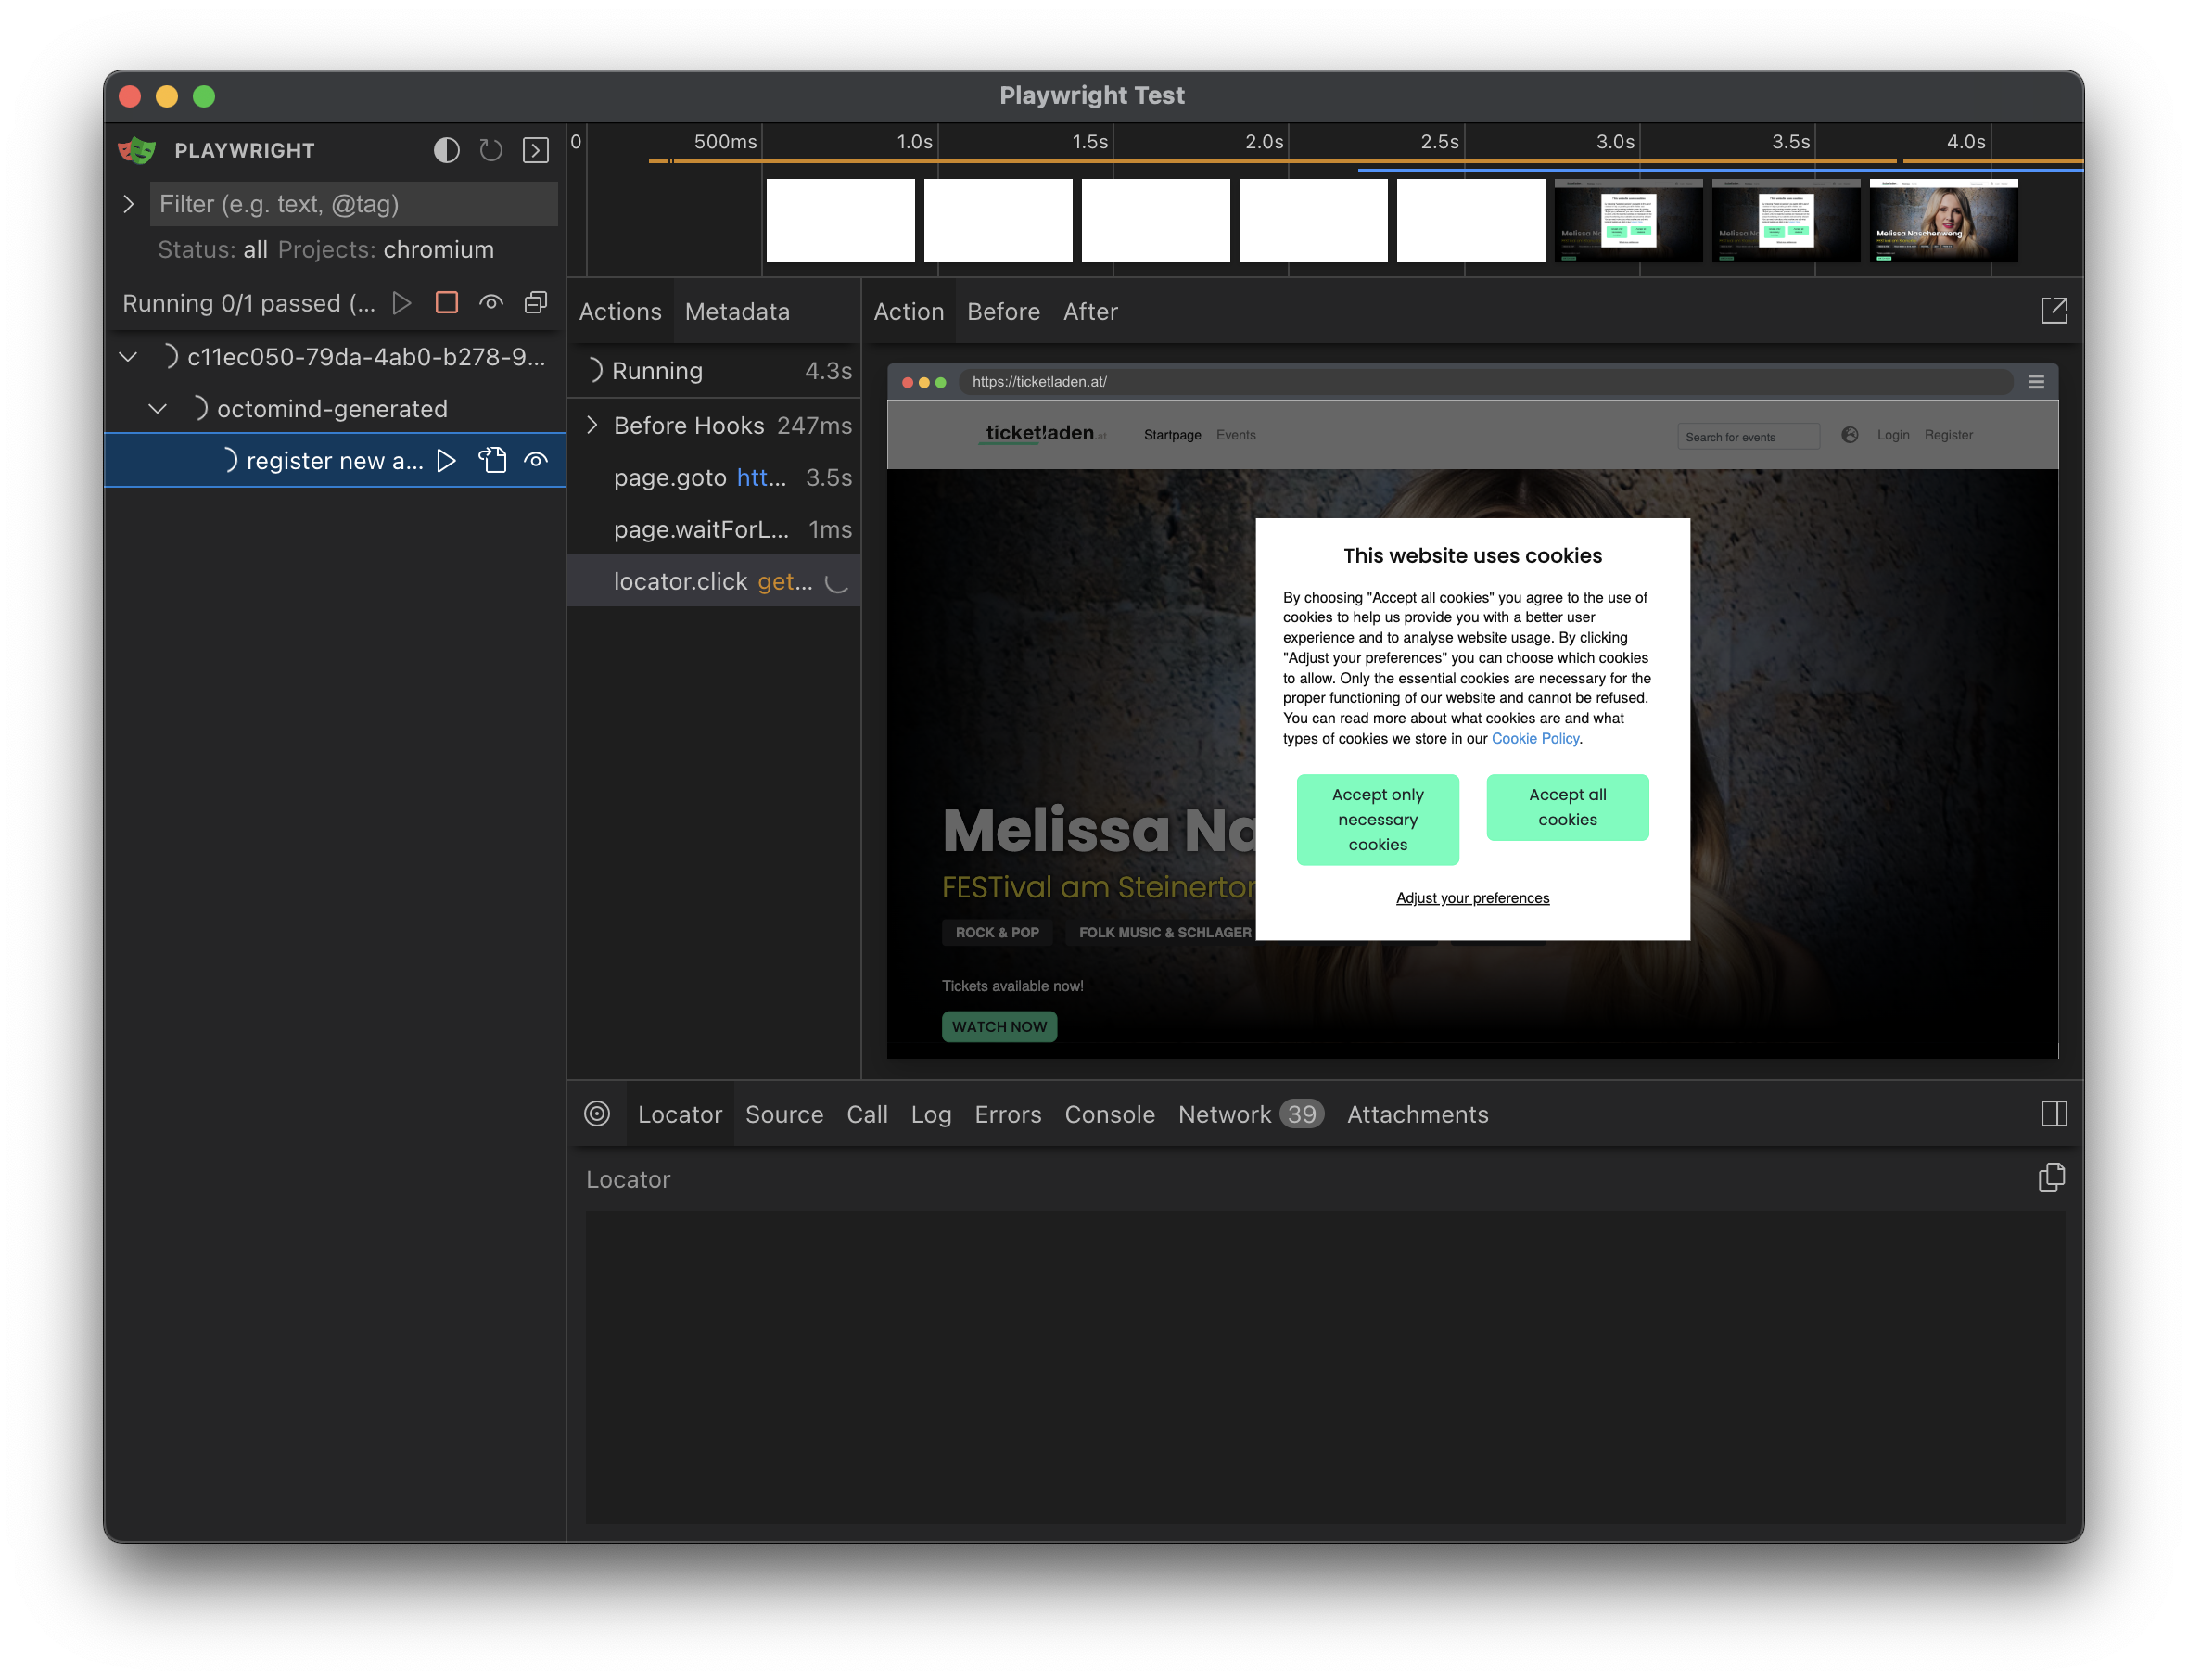 Playwright Test
PLAYWRIGHT
Filter (e.g. text, @tag)
Status: all Projects: chromium
Running 0/1 passed (...
c11ec050-79da-4ab0-b278-9...
octomind-generated
register new a...
0 500ms 1.0s 1.5s 2.0s 2.5s 3.0s 3.5s 4.0s
Melissa Naschenweng
Actions Metadata
Running 4.3s
Before Hooks 247ms
page.goto htt... 3.5s
page.waitForL... 1ms
locator.click get...
Action Before After
https://ticketladen.at/
ticketladen.at Startpage Events Search for events Login Register
This website uses cookies
By choosing "Accept all cookies" you agree to the use of
cookies to help us provide you with a better user
experience and to analyse website usage. By clicking
"Adjust your preferences" you can choose which cookies
to allow. Only the essential cookies are necessary for the
proper functioning of our website and cannot be refused.
You can read more about what cookies are and what
types of cookies we store in our Cookie Policy.
Accept only
necessary
cookies
Accept all
cookies
Adjust your preferences
Melissa Na
FESTival am Steinertor
ROCK & POP FOLK MUSIC & SCHLAGER
Tickets available now!
WATCH NOW
Locator Source Call Log Errors Console Network 39 Attachments
Locator